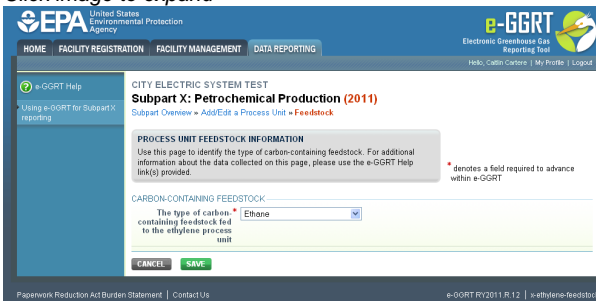 Click image to expand
EPA United States Environmental Protection Agency
e-GGRT
Electronic Greenhouse Gas
Reporting Tool
HOME FACILITY REGISTRATION FACILITY MANAGEMENT DATA REPORTING
Hello, Caitlin Cartere | My Profile | Logout
e-GGRT Help
Using e-GGRT for Subpart X
reporting
CITY ELECTRIC SYSTEM TEST
Subpart X: Petrochemical Production (2011)
Subpart Overview » Add/Edit a Process Unit » Feedstock
PROCESS UNIT FEEDSTOCK INFORMATION
Use this page to identify the type of carbon-containing feedstock. For additional
information about the data collected on this page, please use the e-GGRT Help
link(s) provided.
* denotes a field required to advance
within e-GGRT
CARBON-CONTAINING FEEDSTOCK
The type of carbon-*
containing feedstock fed
to the ethylene process
unit
Ethane
CANCEL SAVE
Paperwork Reduction Act Burden Statement | Contact Us
e-GGRT RY2011.R.12 | x-ethylene-feedstock